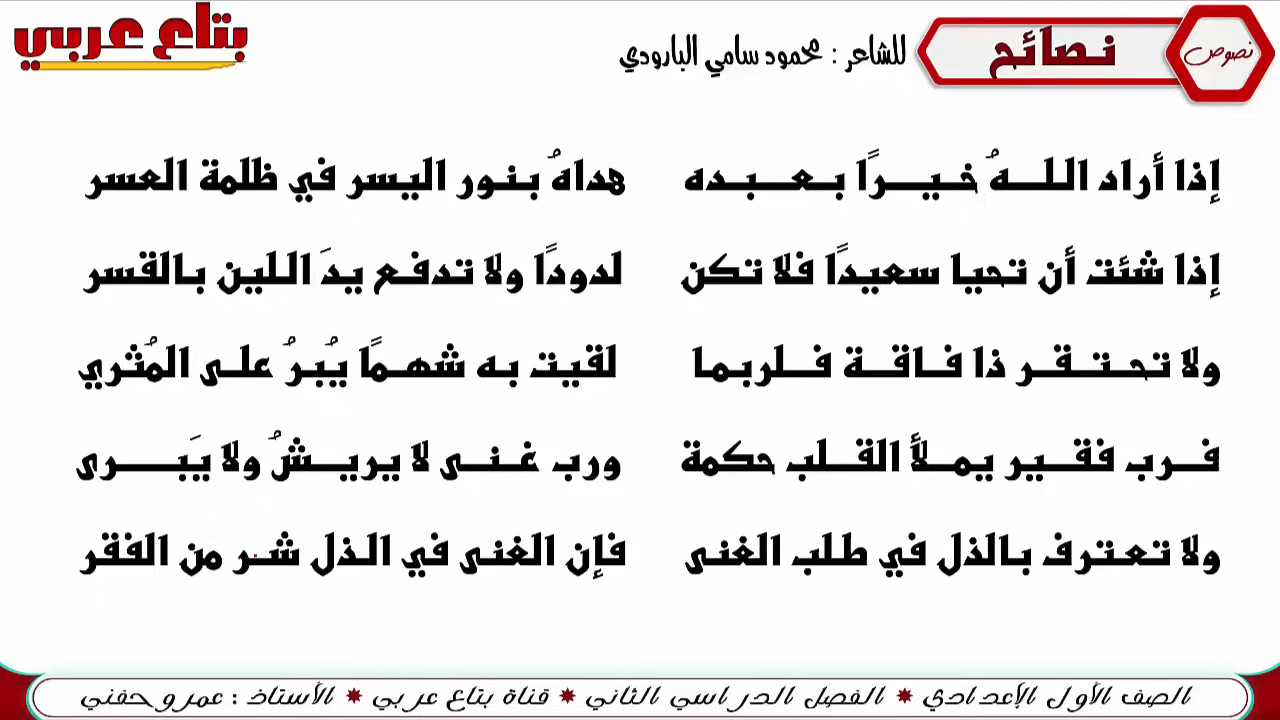 نصوص
نصائح
للشاعر : محمود سامي البارودي
بتاع عربي
إذا أراد اللهُ خيرًا بعبده هداهُ بنور اليسر في ظلمة العسر
إذا شئت أن تحيا سعيدًا فلا تكن لدودًا ولا تدفع يدَ اللين بالقسر
ولا تحتقر ذا فاقة فلربما لقيت به شهمًا يُبرُ على المُثري
فرب فقير يملأ القلب حكمة ورب غنى لا يريشُ ولا يَبرى
ولا تعترف بالذل في طلب الغنى فإن الغنى في الذل شر من الفقر
الصف الأول الإعدادي * الفصل الدراسي الثاني * قناة بتاع عربي * الأستاذ : عمرو حفني